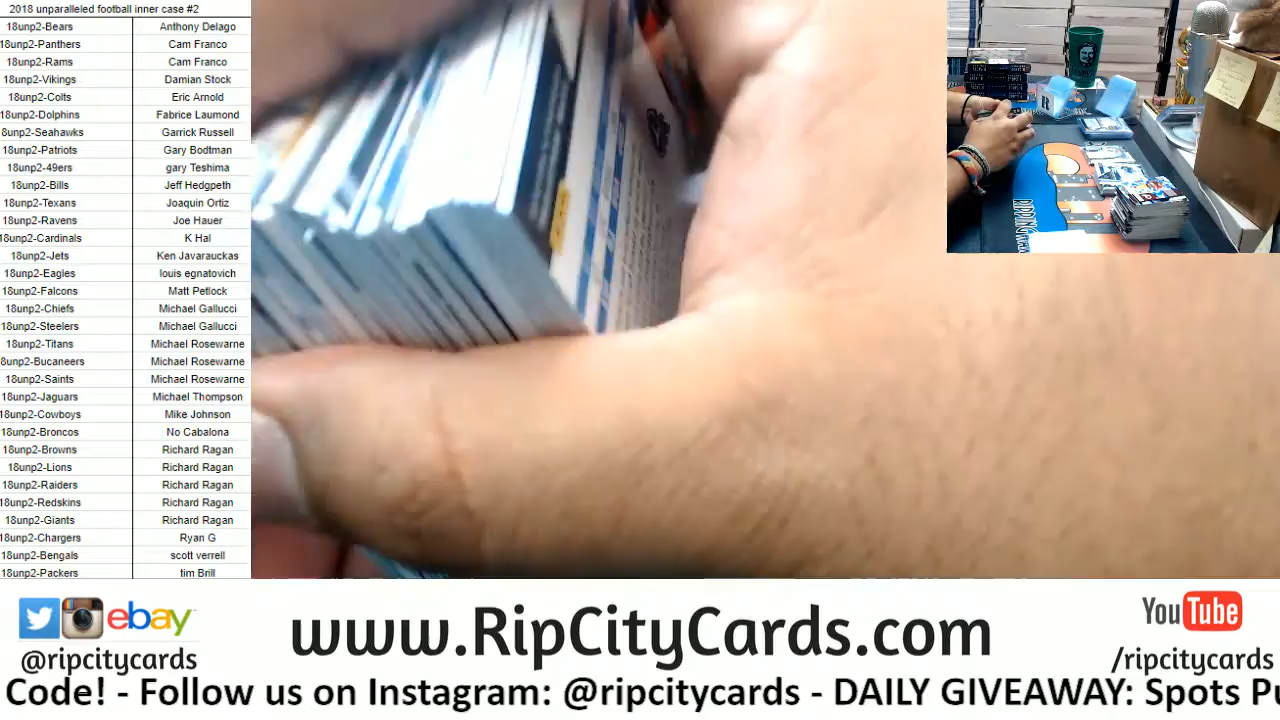 2018 unparalleled football inner case #2
18unp2-Bears Anthony Delago
18unp2-Panthers Cam Franco
18unp2-Rams Cam Franco
18unp2-Vikings Damian Stock
18unp2-Colts Eric Arnold
18unp2-Dolphins Fabrice Laumond
8unp2-Seahawks Garrick Russell
18unp2-Patriots Gary Bodtman
18unp2-49ers gary Teshima
18unp2-Bills Jeff Hedgpeth
18unp2-Texans Joaquin Ortiz
18unp2-Ravens Joe Hauer
18unp2-Cardinals K Hal
18unp2-Jets Ken Javarauckas
18unp2-Eagles louis egnatovich
18unp2-Falcons Matt Petlock
18unp2-Chiefs Michael Gallucci
18unp2-Steelers Michael Gallucci
18unp2-Titans Michael Rosewarne
8unp2-Bucaneers Michael Rosewarne
18unp2-Saints Michael Rosewarne
18unp2-Jaguars Michael Thompson
18unp2-Cowboys Mike Johnson
18unp2-Broncos No Cabalona
18unp2-Browns Richard Ragan
18unp2-Lions Richard Ragan
18unp2-Raiders Richard Ragan
18unp2-Redskins Richard Ragan
18unp2-Giants Richard Ragan
18unp2-Chargers Ryan G
18unp2-Bengals scott verrell
18unp2-Packers tim Brill
ebay
@ripcitycards
www.RipCityCards.com
YouTube
/ripcitycards
Code! - Follow us on Instagram: @ripcitycards - DAILY GIVEAWAY: Spots Pu